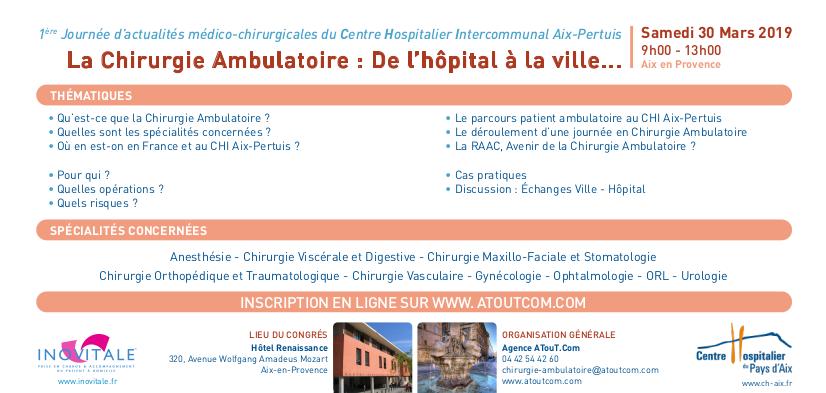 1ère Journée d'actualités médico-chirurgicales du Centre Hospitalier Intercommunal Aix-Pertuis
La Chirurgie Ambulatoire : De l'hôpital à la ville...
Samedi 30 Mars 2019
9h00 - 13h00
Aix en Provence
THÉMATIQUES
• Qu'est-ce que la Chirurgie Ambulatoire ?
• Quelles sont les spécialités concernées ?
• Où en est-on en France et au CHI Aix-Pertuis ?
• Pour qui ?
• Quelles opérations ?
• Quels risques ?
• Le parcours patient ambulatoire au CHI Aix-Pertuis
• Le déroulement d'une journée en Chirurgie Ambulatoire
• La RAAC, Avenir de la Chirurgie Ambulatoire ?
• Cas pratiques
• Discussion : Échanges Ville - Hôpital
SPÉCIALITÉS CONCERNÉES
Anesthésie - Chirurgie Viscérale et Digestive - Chirurgie Maxillo-Faciale et Stomatologie
Chirurgie Orthopédique et Traumatologique - Chirurgie Vasculaire - Gynécologie - Ophtalmologie - ORL - Urologie
INSCRIPTION EN LIGNE SUR WWW. ATOUTCOM.COM
INOVITALE
PRISE EN CHARGE & ACCOMPAGNEMENT
DU PATIENT À DOMICILE
www.inovitale.fr
LIEU DU CONGRÉS
Hôtel Renaissance
320, Avenue Wolfgang Amadeus Mozart
Aix-en-Provence
ORGANISATION GÉNÉRALE
Agence ATouT.Com
04 42 54 42 60
chirurgie-ambulatoire@atoutcom.com
www.atoutcom.com
Centre Hospitalier
du Pays d'Aix
www.ch-aix.fr